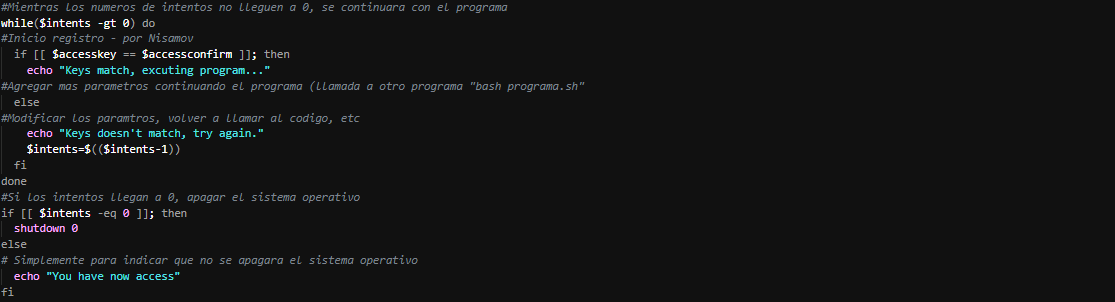 #Mientras los numeros de intentos no lleguen a 0, se continuara con el programa
while($intents -gt 0) do
#Inicio registro - por Nisamov
if [[ $accesskey == $accessconfirm ]]; then
echo "Keys match, excuting program..."
#Agregar mas parametros continuando el programa (llamada a otro programa "bash programa.sh"
else
#Modificar los paramtros, volver a llamar al codigo, etc
echo "Keys doesn't match, try again."
$intents=$(($intents-1))
fi
done
#Si los intentos llegan a 0, apagar el sistema operativo
if [[ $intents -eq 0 ]]; then
shutdown 0
else
# Simplemente para indicar que no se apagara el sistema operativo
echo "You have now access"
fi